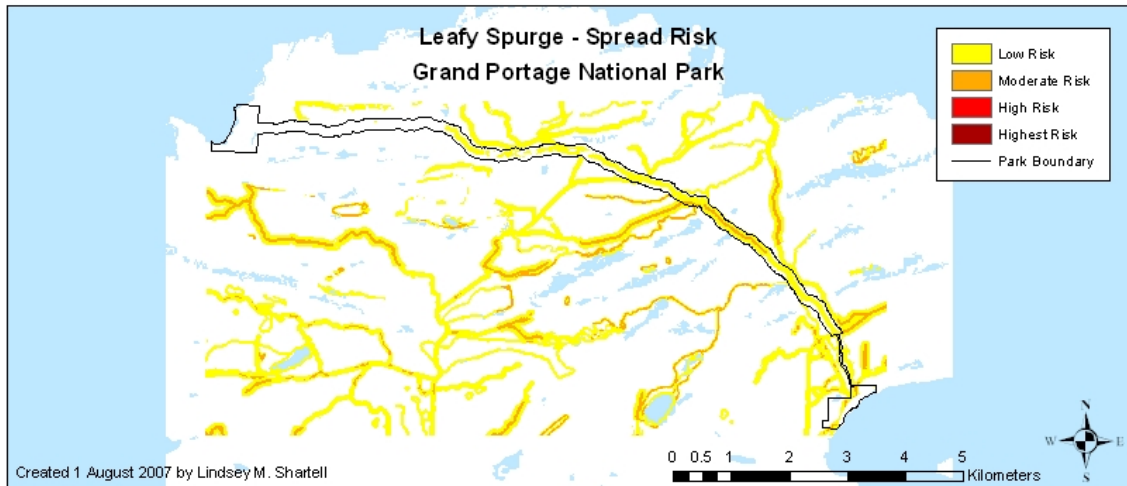 Leafy Spurge - Spread Risk
Grand Portage National Park
Low Risk
Moderate Risk
High Risk
Highest Risk
Park Boundary
Created 1 August 2007 by Lindsey M. Shartell
0 0.5 1 2 3 4 5
Kilometers
N
W E
S